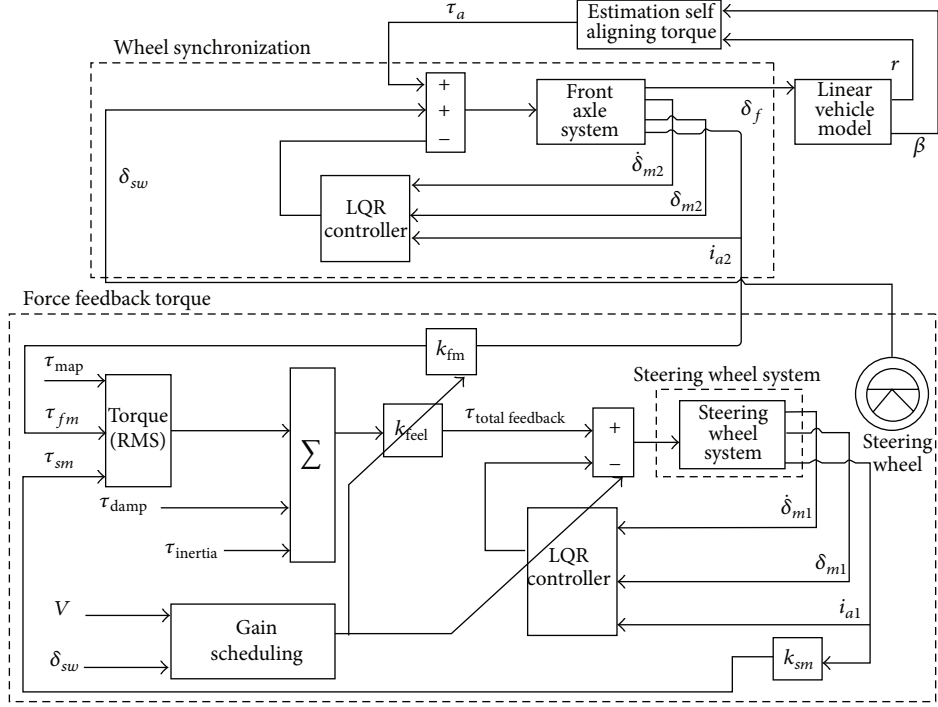 τa
Estimation self
aligning torque
Wheel synchronization
r
+
+
−
Front
axle
system
δf
Linear
vehicle
model
β
δsw
δ̇m2
LQR
controller
δm2
ia2
Force feedback torque
kfm
τmap
Steering wheel system
τfm
Torque
(RMS)
∑
kfeel
τtotal feedback
+
−
Steering
wheel
system
Steering
wheel
τsm
τdamp
δ̇m1
τinertia
LQR
controller
δm1
V
ia1
Gain
scheduling
δsw
ksm